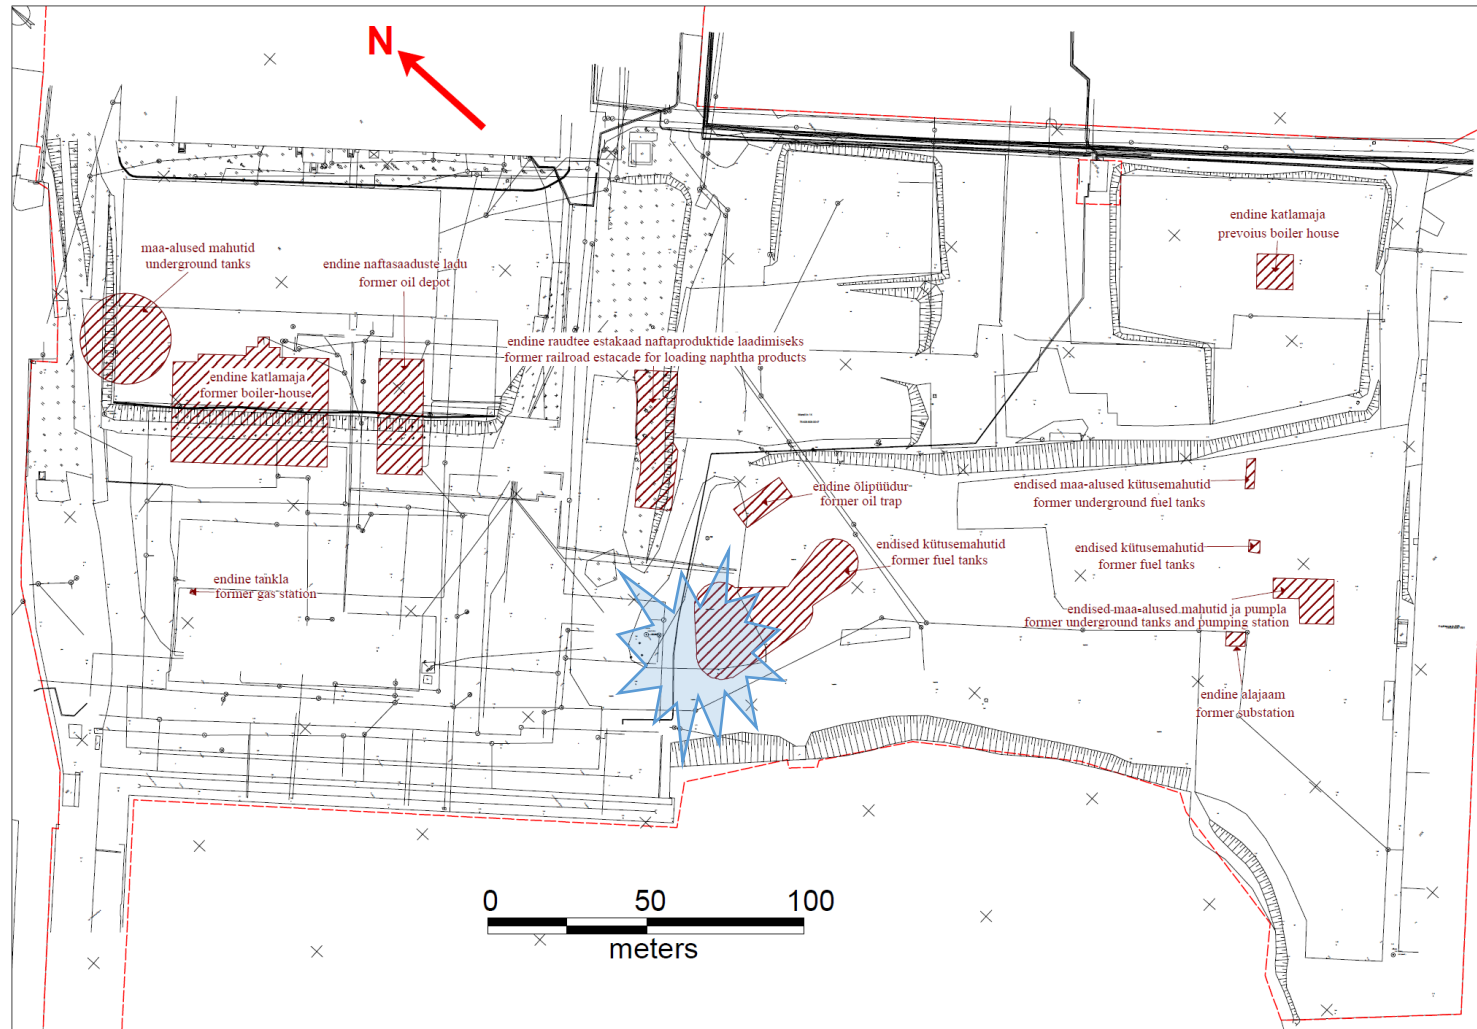 N
endine katlamaja
prevoius boiler house
maa-alused mahutid
underground tanks
endine naftasaaduste ladu
former oil depot
endine raudtee estakaad naftaproduktide laadimiseks
former railroad estacade for loading naphtha products
endine katlamaja
former boiler-house
endine õlipüüdur
former oil trap
endised maa-alused kütusemahutid
former underground fuel tanks
endised kütusemahutid
former fuel tanks
endised kütusemahutid
former fuel tanks
endine tankla
former gas station
endised maa-alused mahutid ja pumpla
former underground tanks and pumping station
endine alajaam
former substation
0 50 100
meters